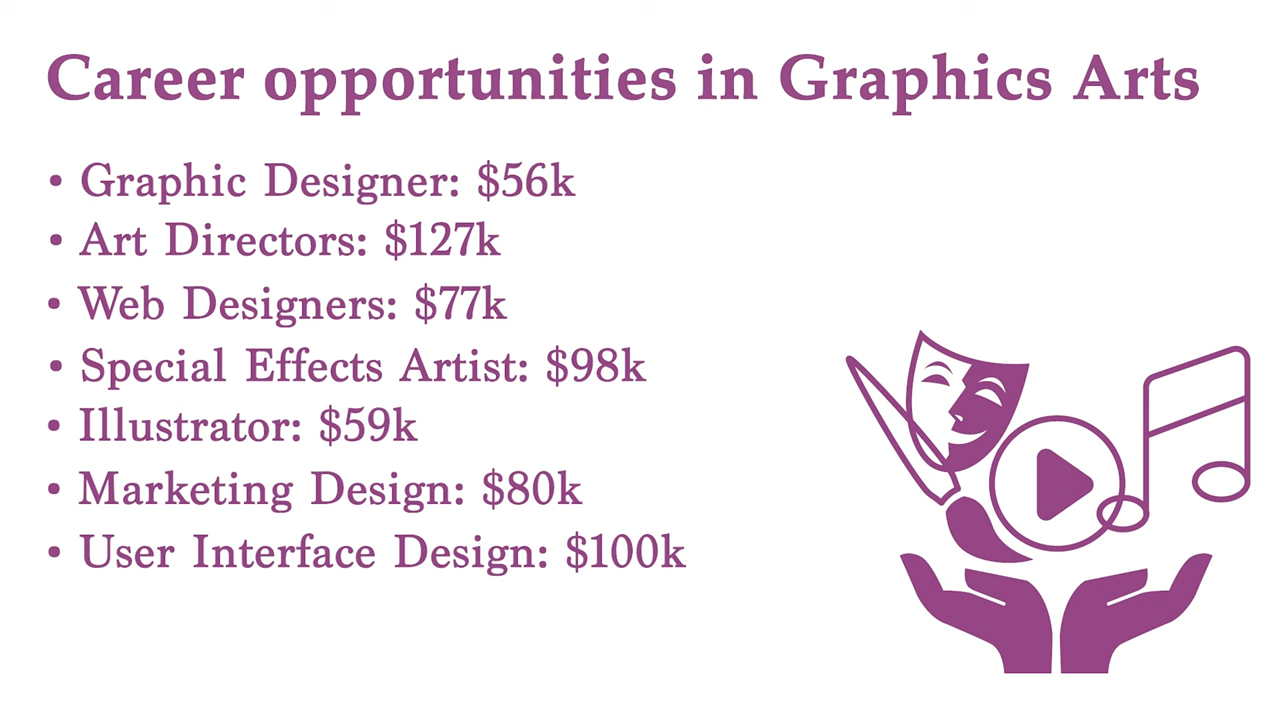 Career opportunities in Graphics Arts
• Graphic Designer: $56k
• Art Directors: $127k
• Web Designers: $77k
• Special Effects Artist: $98k
• Illustrator: $59k
• Marketing Design: $80k
• User Interface Design: $100k